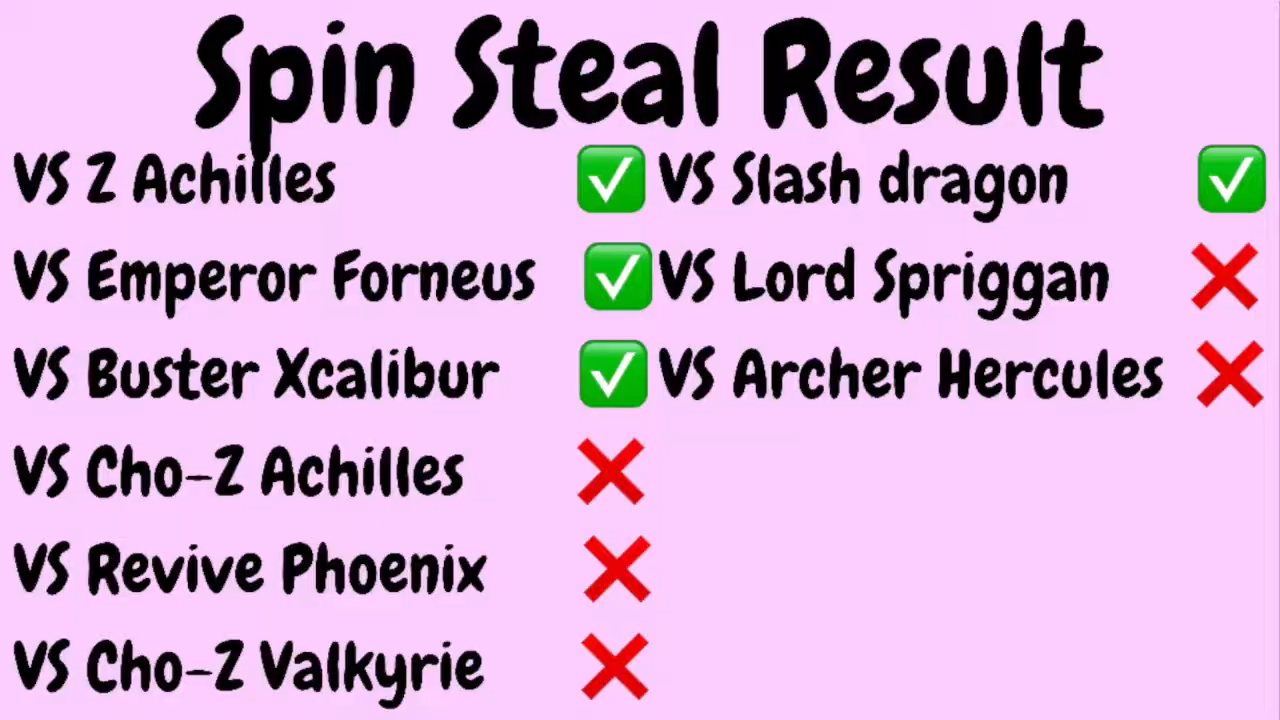 Spin Steal Result
VS Z Achilles ✅
VS Emperor Forneus ✅
VS Buster Xcalibur ✅
VS Cho-Z Achilles ❌
VS Revive Phoenix ❌
VS Cho-Z Valkyrie ❌
VS Slash dragon ✅
VS Lord Spriggan ❌
VS Archer Hercules ❌